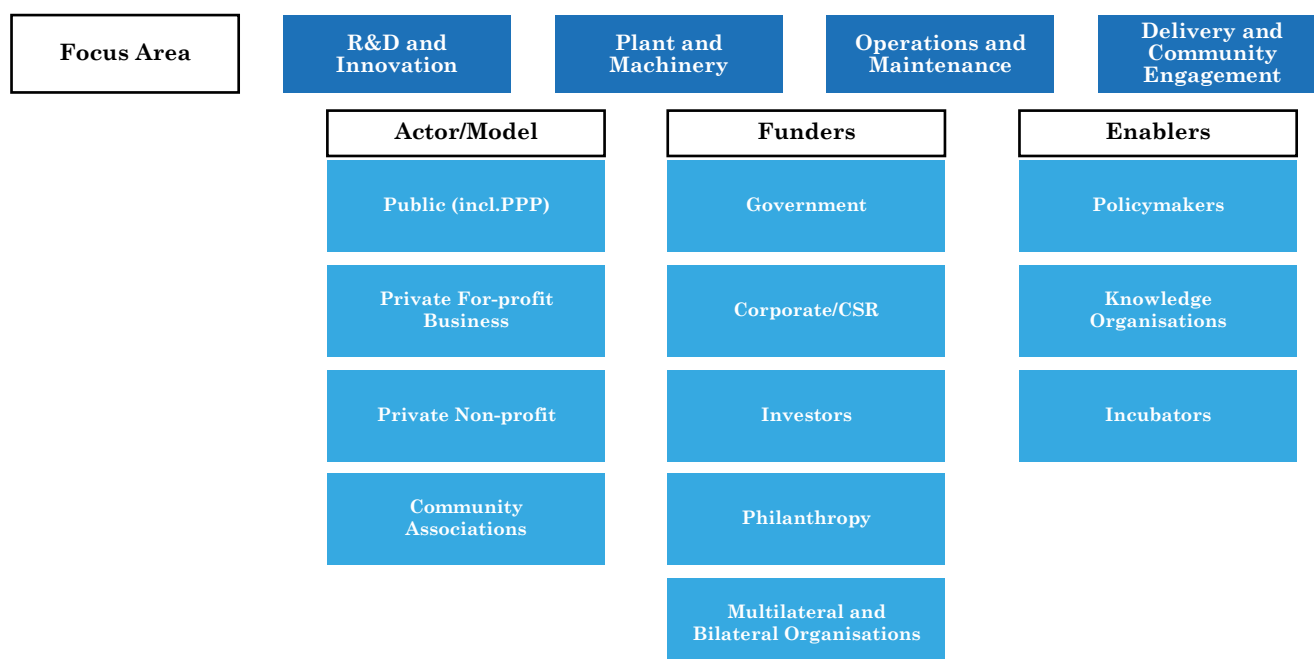 Focus Area
R&D and
Innovation
Plant and
Machinery
Operations and
Maintenance
Delivery and
Community
Engagement
Actor/Model
Funders
Enablers
Public (incl.PPP)
Government
Policymakers
Private For-profit
Business
Corporate/CSR
Knowledge
Organisations
Private Non-profit
Investors
Incubators
Community
Associations
Philanthropy
Multilateral and
Bilateral Organisations